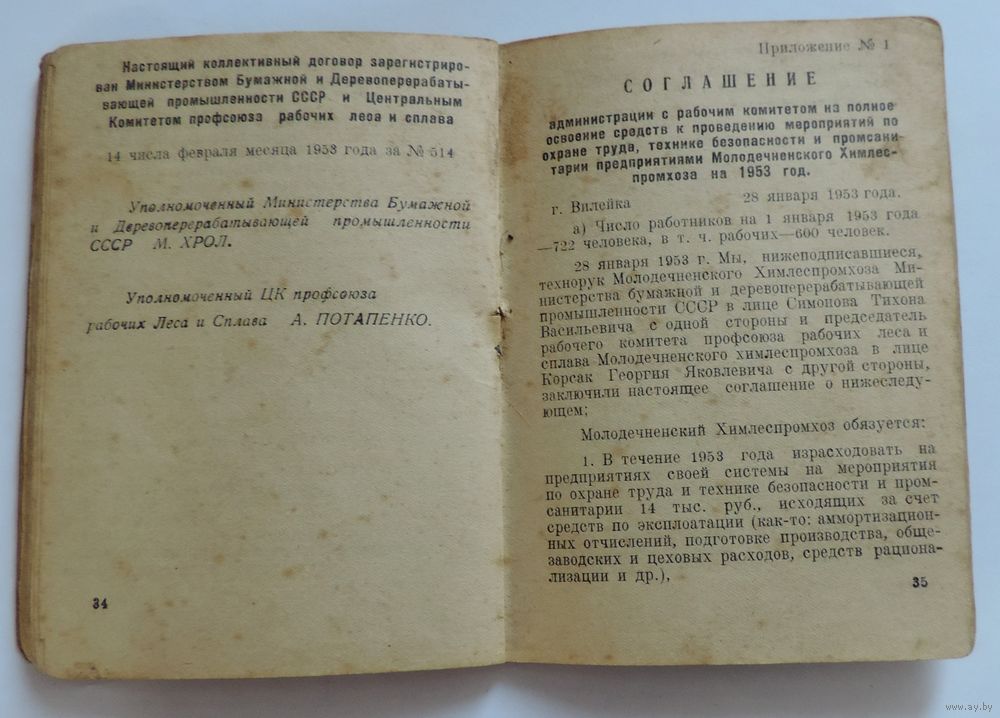 Настоящий коллективный договор зарегистриро-
ван Министерством Бумажной и Деревоперерабаты-
вающей промышленности СССР и Центральным
Комитетом профсоюза рабочих леса и сплава
14 числа февраля месяца 1953 года за № 514
Уполномоченный Министерства Бумажной
и Деревоперерабатывающей промышленности
СССР М. ХРОЛ.
Уполномоченный ЦК профсоюза
рабочих Леса и Сплава А. ПОТАПЕНКО.
34
Приложение № 1
СОГЛАШЕНИЕ
администрации с рабочим комитетом на полное
освоение средств к проведению мероприятий по
охране труда, технике безопасности и промсани-
тарии предприятиями Молодечненского Химлес-
промхоза на 1953 год.
г. Вилейка 28 января 1953 года.
а) Число работников на 1 января 1953 года
—722 человека, в т. ч. рабочих—600 человек.
28 января 1953 г. Мы, нижеподписавшиеся,
технорук Молодечненского Химлеспромхоза Ми-
нистерства бумажной и деревоперерабатывающей
промышленности СССР в лице Симонова Тихона
Васильевича с одной стороны и председатель
рабочего комитета профсоюза рабочих леса и
сплава Молодечненского химлеспромхоза в лице
Корсак Георгия Яковлевича с другой стороны,
заключили настоящее соглашение о нижеследу-
ющем;
Молодечненский Химлеспромхоз обязуется:
1. В течение 1953 года израсходовать на
предприятиях своей системы на мероприятия
по охране труда и технике безопасности и пром-
санитарии 14 тыс. руб., исходящих за счет
средств по эксплоатации (как-то: аммортизацион-
ных отчислений, подготовке производства, обще-
заводских и цеховых расходов, средств рациона-
лизации и др.),
35
www.ay.by